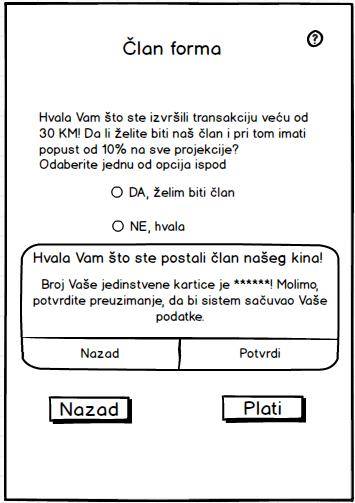 Član forma
?
Hvala Vam što ste izvršili transakciju veću od
30 KM! Da li želite biti naš član i pri tom imati
popust od 10% na sve projekcije?
Odaberite jednu od opcija ispod
DA, želim biti član
NE, hvala
Hvala Vam što ste postali član našeg kina!
Broj Vaše jedinstvene kartice je ******! Molimo,
potvrdite preuzimanje, da bi sistem sačuvao Vaše
podatke.
Nazad Potvrdi
Nazad Plati